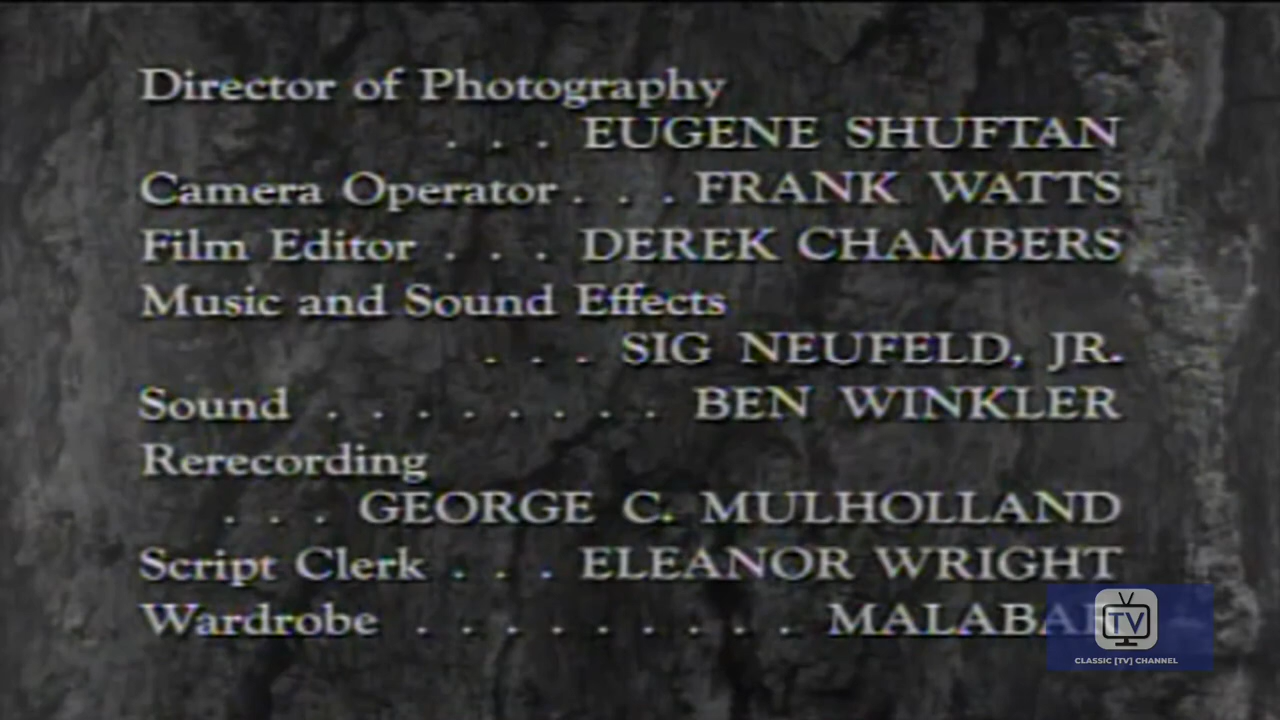 Director of Photography
. . . EUGENE SHUFTAN
Camera Operator . . . FRANK WATTS
Film Editor . . . DEREK CHAMBERS
Music and Sound Effects
. . . SIG NEUFELD, JR.
Sound . . . . . . . . . BEN WINKLER
Rerecording
. . . GEORGE C. MULHOLLAND
Script Clerk . . . ELEANOR WRIGHT
Wardrobe . . . . . . . . . MALABAR
TV
CLASSIC [TV] CHANNEL